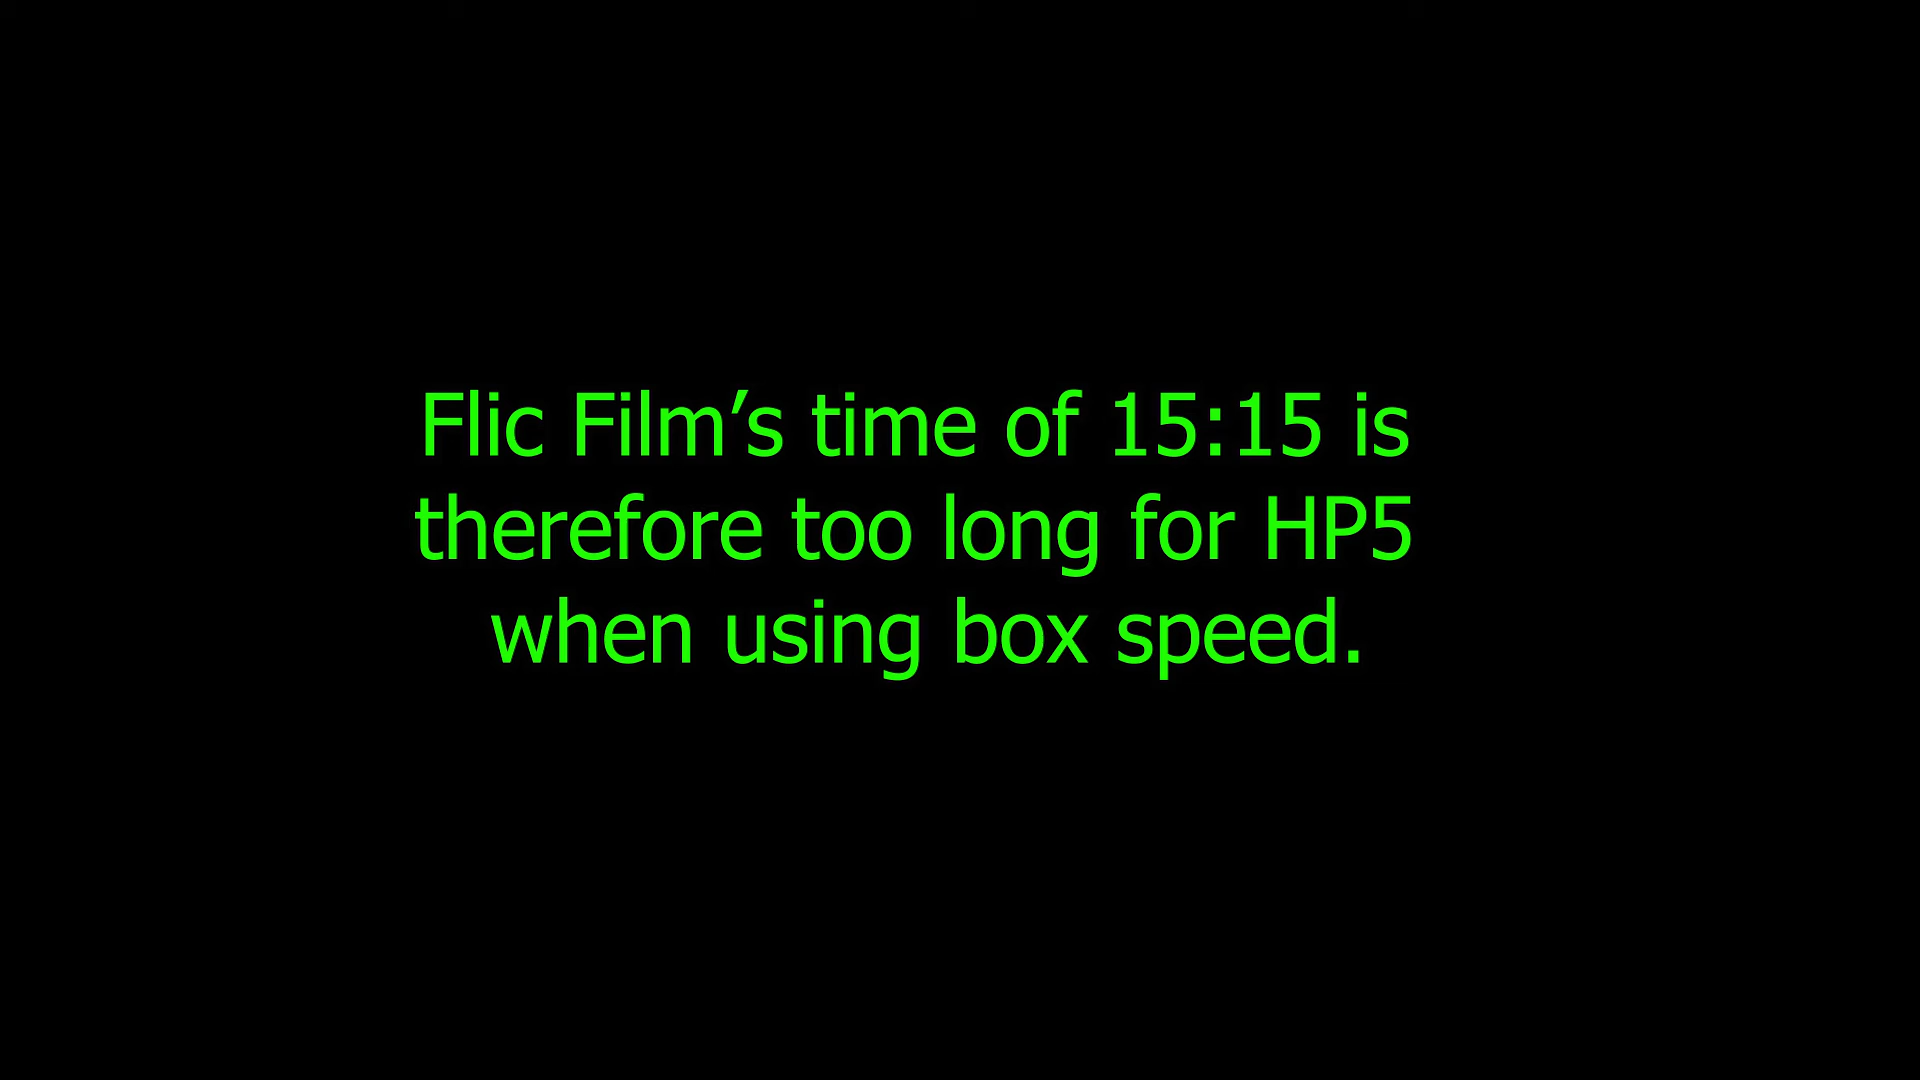 Flic Film’s time of 15:15 is
therefore too long for HP5
when using box speed.